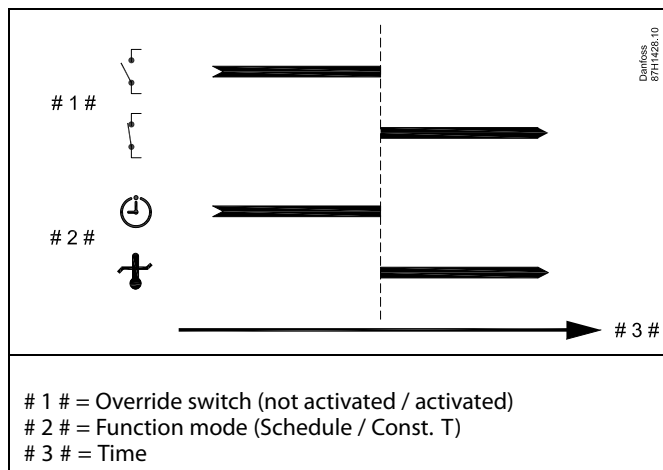 Danfoss
87H1428.10
# 1 #
# 2 #
# 3 #
# 1 # = Override switch (not activated / activated)
# 2 # = Function mode (Schedule / Const. T)
# 3 # = Time